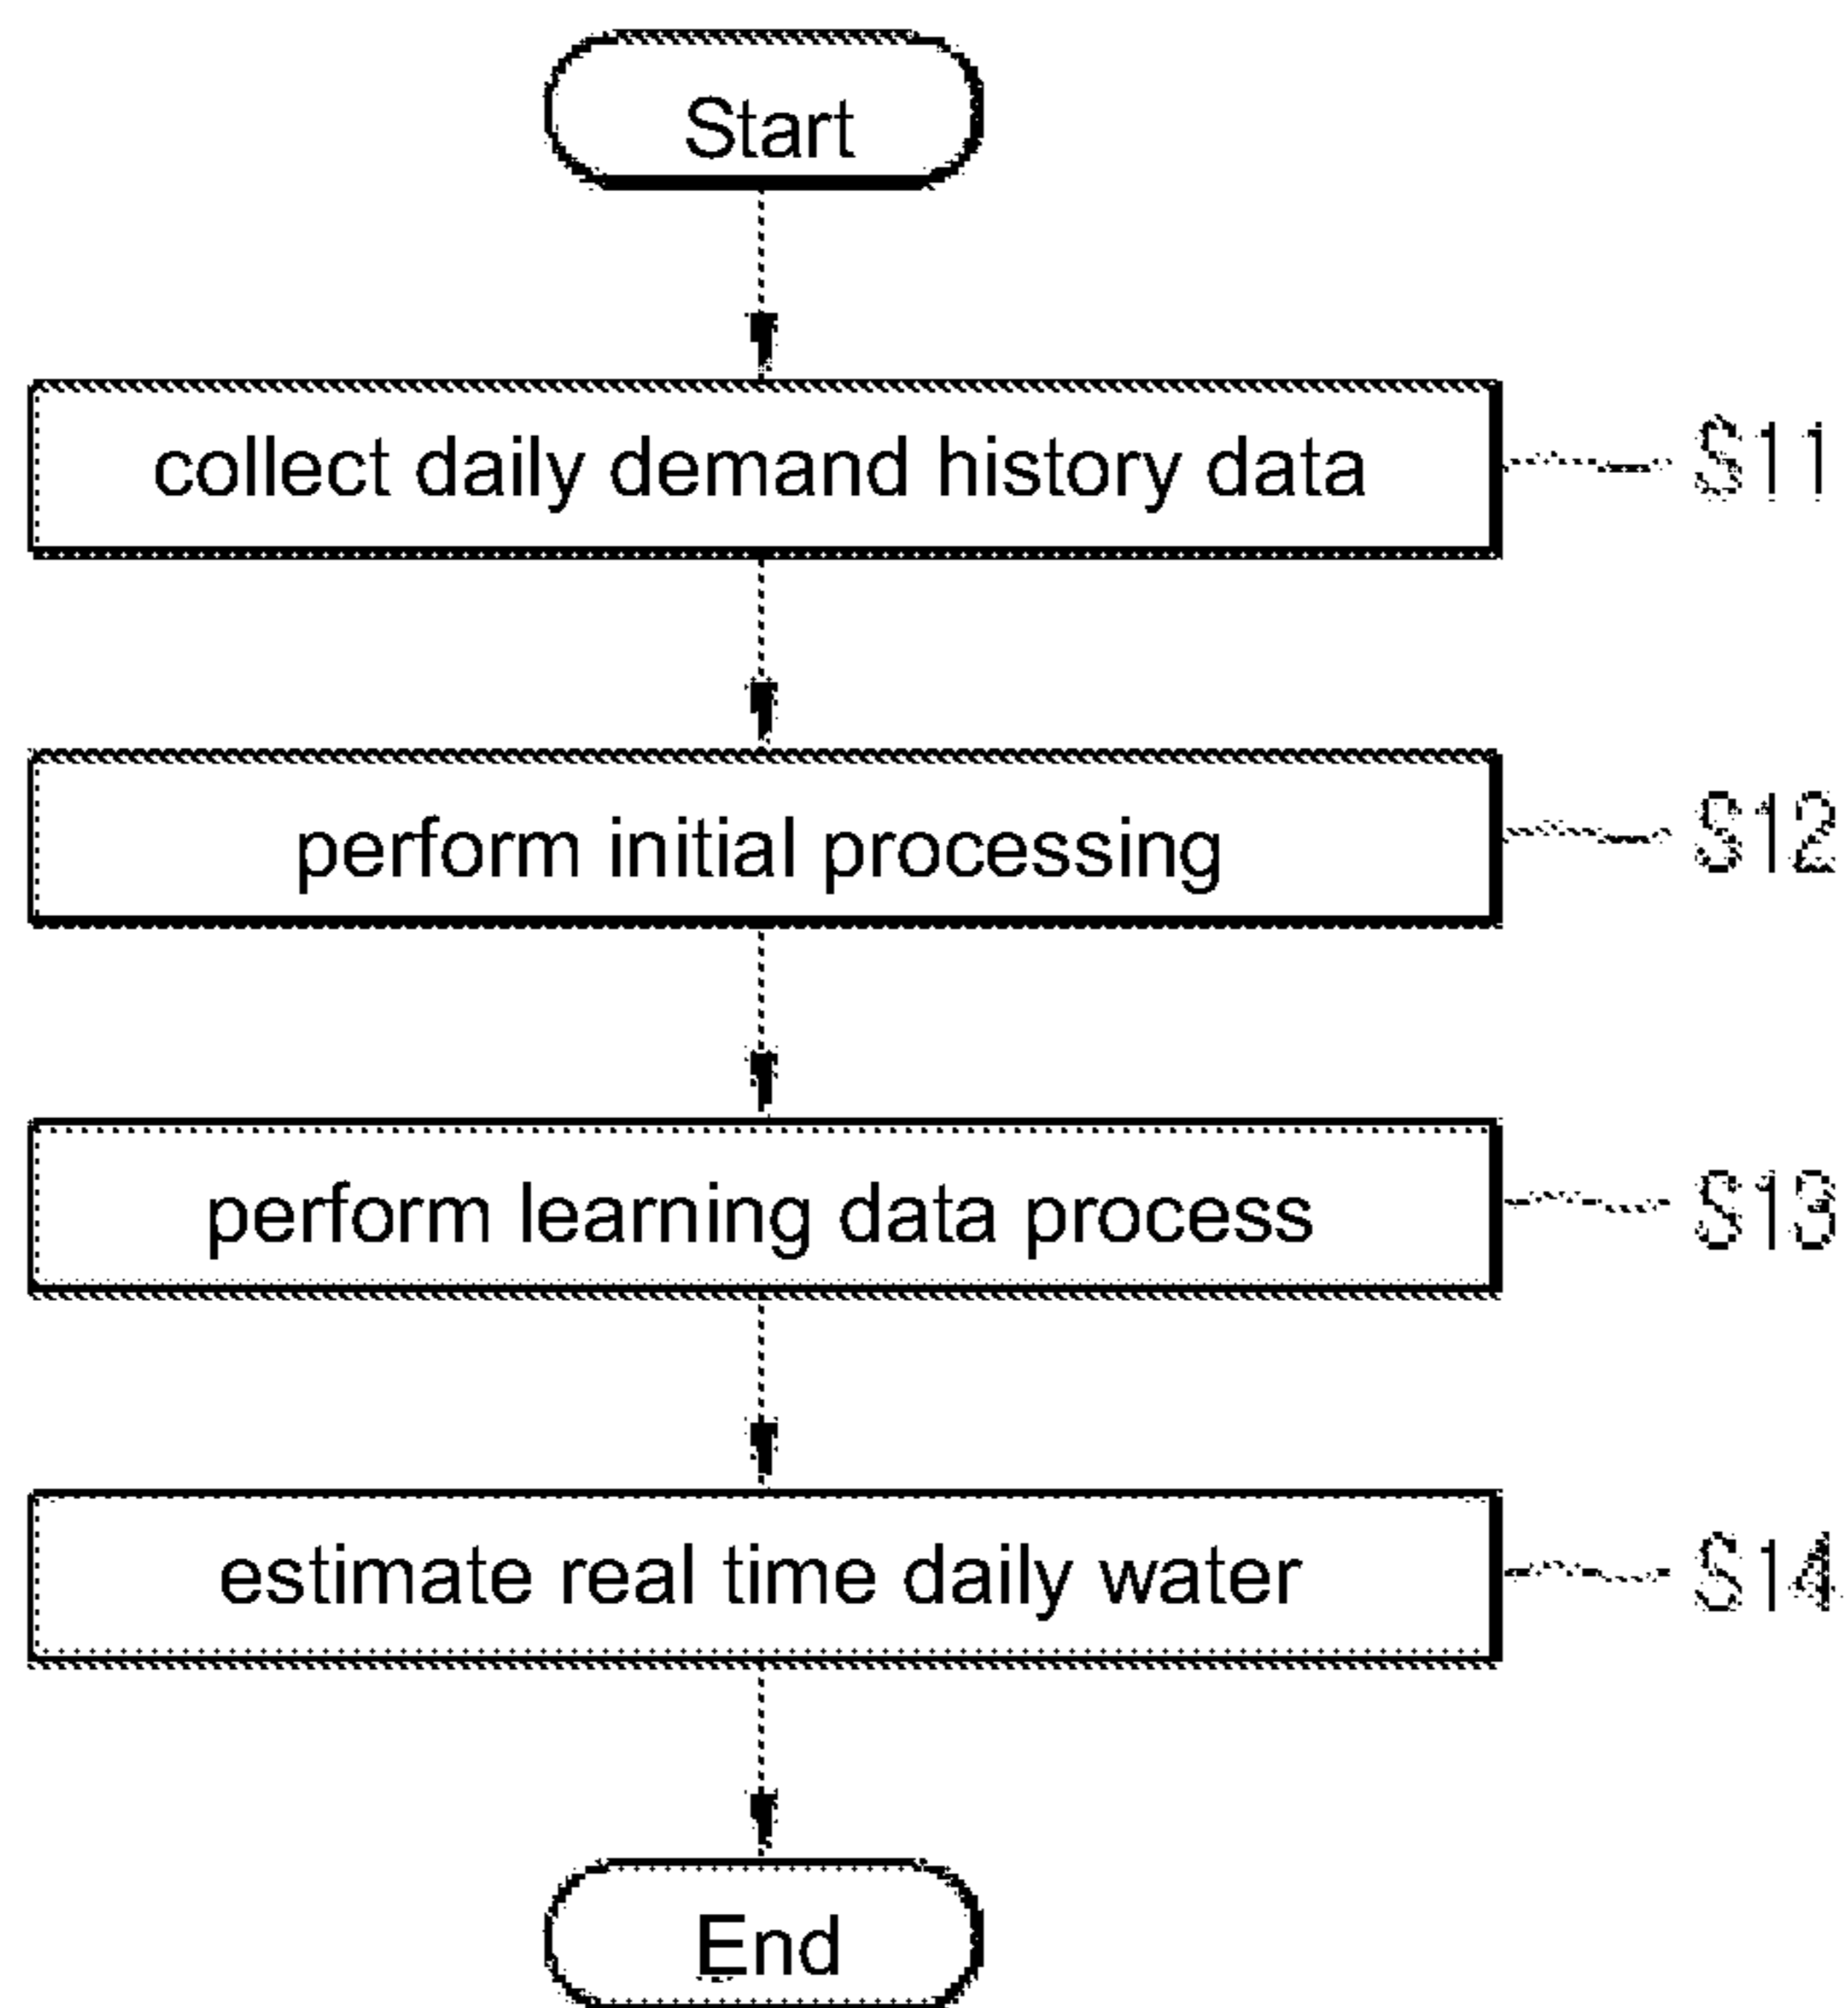 Start
collect daily demand history data
S11
perform initial processing
S12
perform learning data process
S13
estimate real time daily water
S14
End